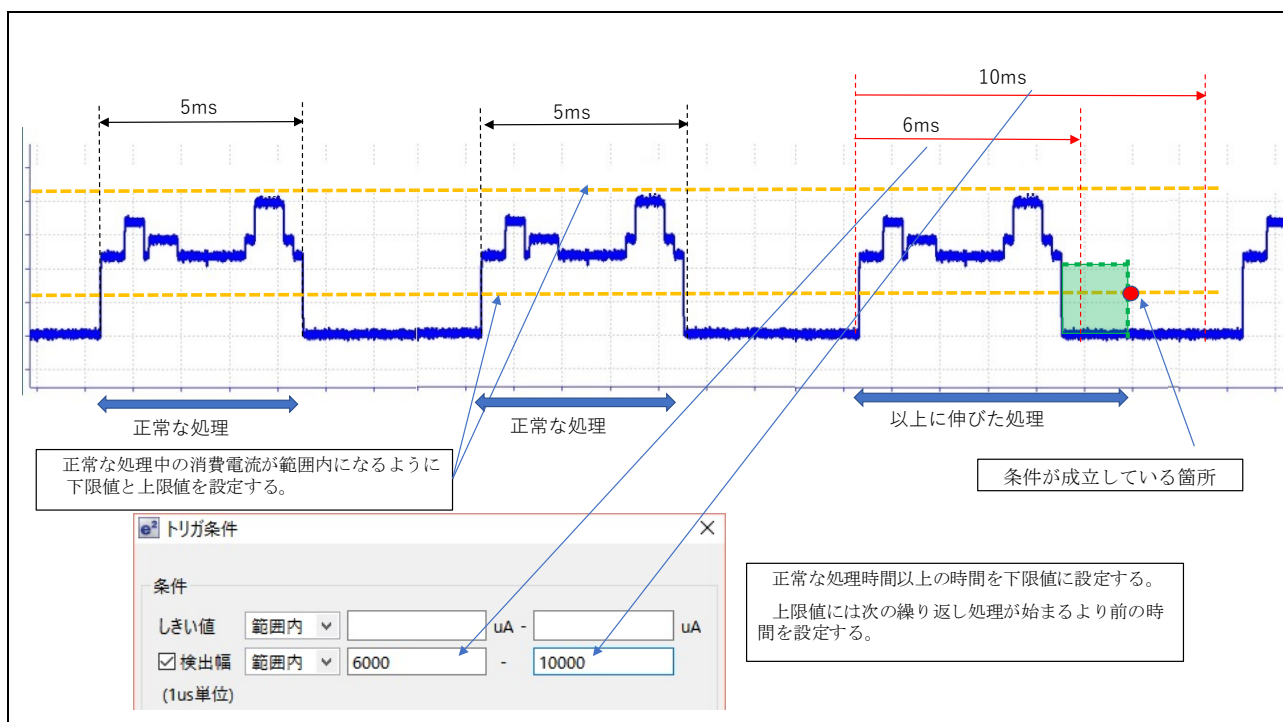 10ms
5ms
5ms
6ms
正常な処理
正常な処理
以上に伸びた処理
正常な処理中の消費電流が範囲内になるように
下限値と上限値を設定する。
条件が成立している箇所
e² トリガ条件
条件
しきい値 範囲内 uA - uA
検出幅 範囲内 6000 - 10000
(1us単位)
正常な処理時間以上の時間を下限値に設定する。
上限値には次の繰り返し処理が始まるより前の時
間を設定する。